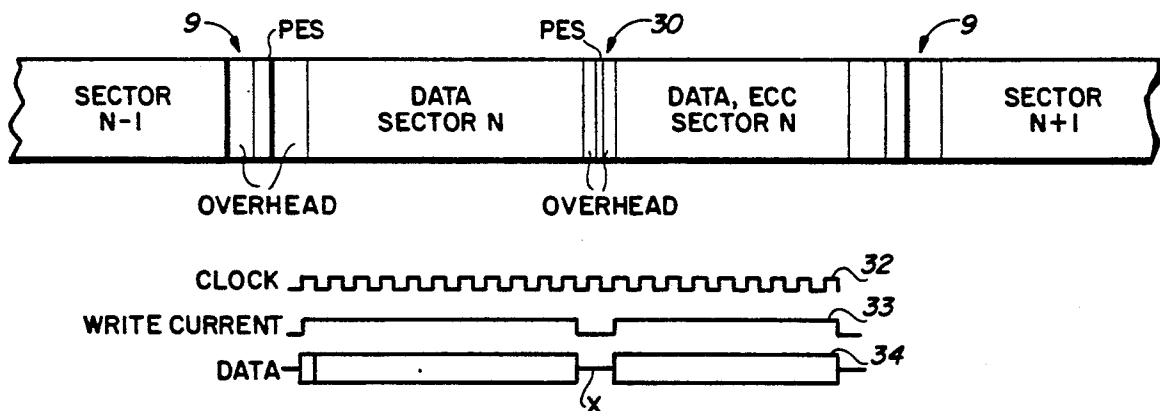 9 PES PES 30 9
SECTOR N-1
DATA SECTOR N
DATA, ECC SECTOR N
SECTOR N+1
OVERHEAD OVERHEAD
CLOCK 32
WRITE CURRENT 33
DATA 34
X